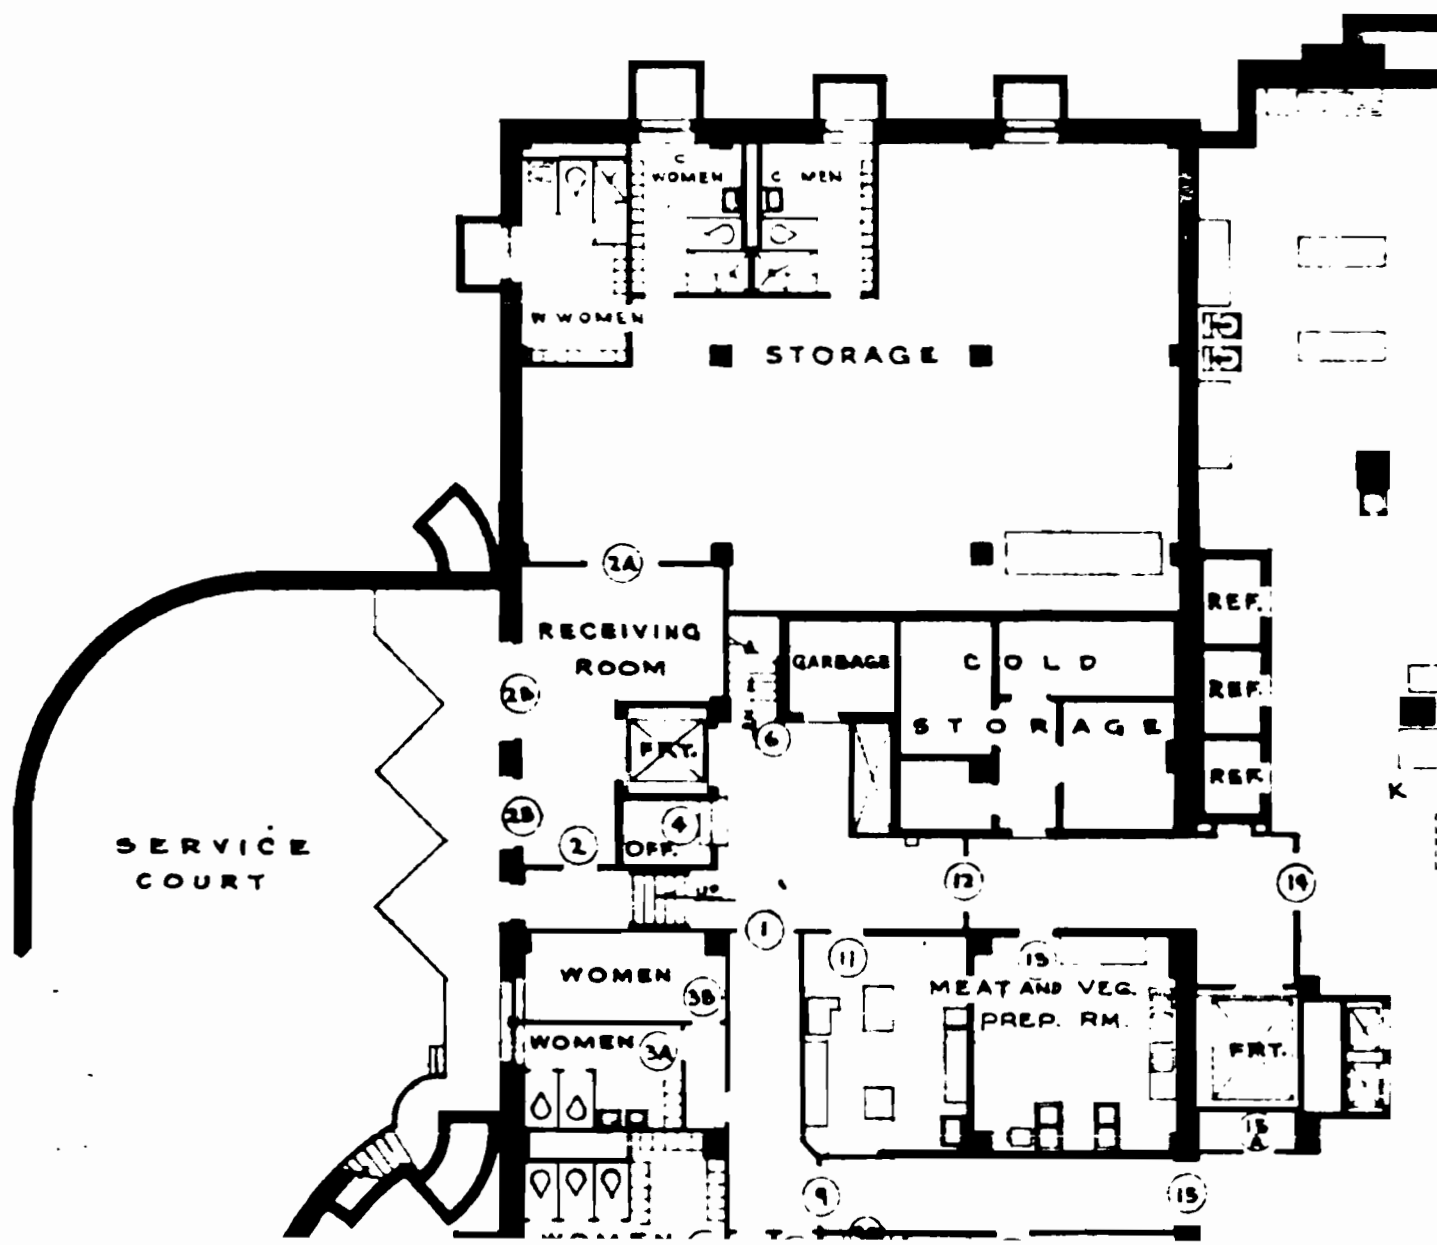 C
WOMEN
C MEN
W WOMEN
STORAGE
2A
RECEIVING
ROOM
REF.
GARBAGE
COLD
STORAGE
2B
REF.
6
FRT.
REF.
K
2B
4
SERVICE
COURT
2
OFF.
12
14
UP
1
11
13
WOMEN
3B
MEAT AND VEG.
PREP. RM.
WOMEN
3A
FRT.
A
9
15
WOMEN